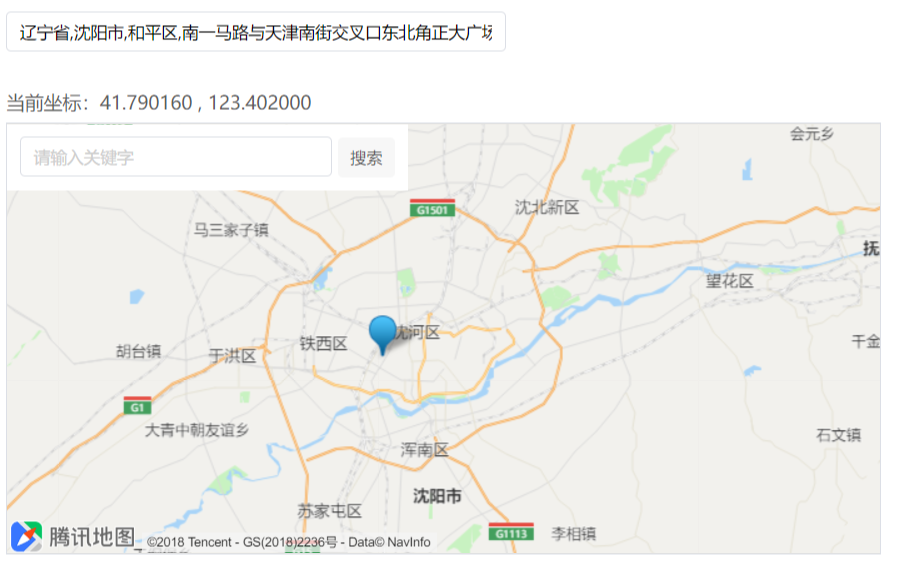 辽宁省,沈阳市,和平区,南一马路与天津南街交叉口东北角正大广场
当前坐标：41.790160 , 123.402000
会元乡
请输入关键字 搜索
G1501 沈北新区
马三家子镇
抚
望花区
沈河区
铁西区 千金
胡台镇 于洪区
G1
大青中朝友谊乡 石文镇
浑南区
沈阳市
苏家屯区
G1113 李相镇
腾讯地图 ©2018 Tencent - GS(2018)2236号 - Data© NavInfo